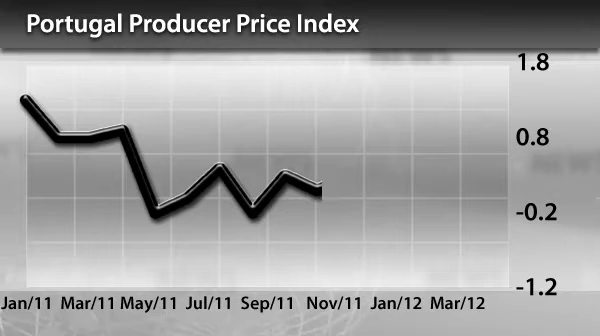 Portugal Producer Price Index
1.8
0.8
-0.2
-1.2
Jan/11 Mar/11 May/11 Jul/11 Sep/11 Nov/11 Jan/12 Mar/12